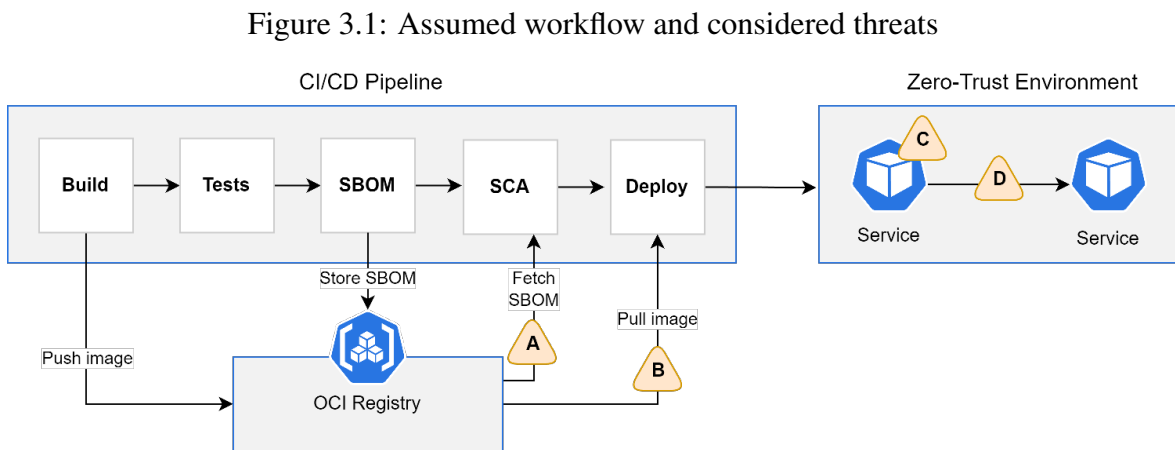 Figure 3.1: Assumed workflow and considered threats
CI/CD Pipeline
Zero-Trust Environment
Build
Tests
SBOM
SCA
Deploy
C
D
Service
Service
Store SBOM
Fetch
SBOM
Pull image
Push image
A
B
OCI Registry